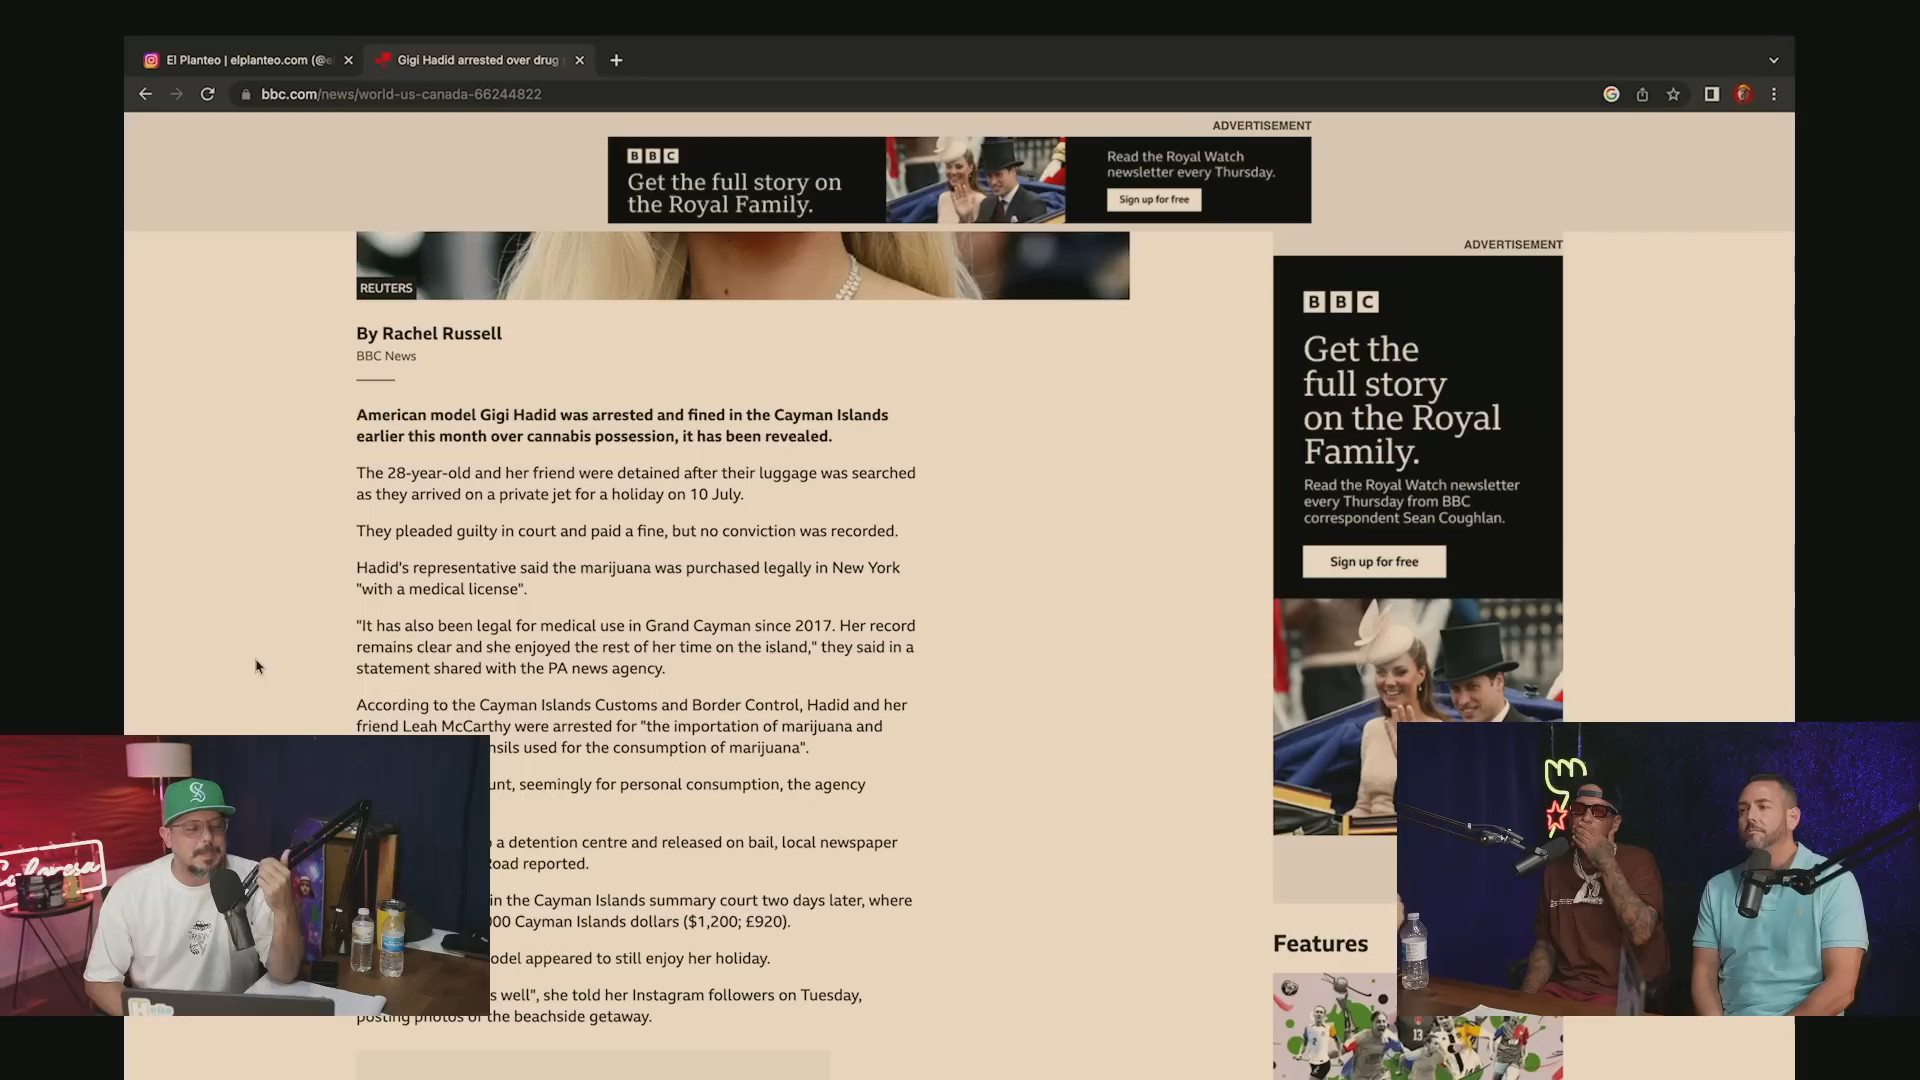 El Planteo | elplanteo.com (@e
Gigi Hadid arrested over drug
bbc.com/news/world-us-canada-66244822
ADVERTISEMENT
BBC
Get the full story on
the Royal Family.
Read the Royal Watch
newsletter every Thursday.
Sign up for free
REUTERS
By Rachel Russell
BBC News
American model Gigi Hadid was arrested and fined in the Cayman Islands
earlier this month over cannabis possession, it has been revealed.
The 28-year-old and her friend were detained after their luggage was searched
as they arrived on a private jet for a holiday on 10 July.
They pleaded guilty in court and paid a fine, but no conviction was recorded.
Hadid's representative said the marijuana was purchased legally in New York
"with a medical license".
"It has also been legal for medical use in Grand Cayman since 2017. Her record
remains clear and she enjoyed the rest of her time on the island," they said in a
statement shared with the PA news agency.
According to the Cayman Islands Customs and Border Control, Hadid and her
friend Leah McCarthy were arrested for "the importation of marijuana and
nsils used for the consumption of marijuana".
unt, seemingly for personal consumption, the agency
a detention centre and released on bail, local newspaper
Road reported.
in the Cayman Islands summary court two days later, where
00 Cayman Islands dollars ($1,200; £920).
odel appeared to still enjoy her holiday.
s well", she told her Instagram followers on Tuesday,
posting photos of the beachside getaway.
ADVERTISEMENT
BBC
Get the
full story
on the Royal
Family.
Read the Royal Watch newsletter
every Thursday from BBC
correspondent Sean Coughlan.
Sign up for free
Features
13